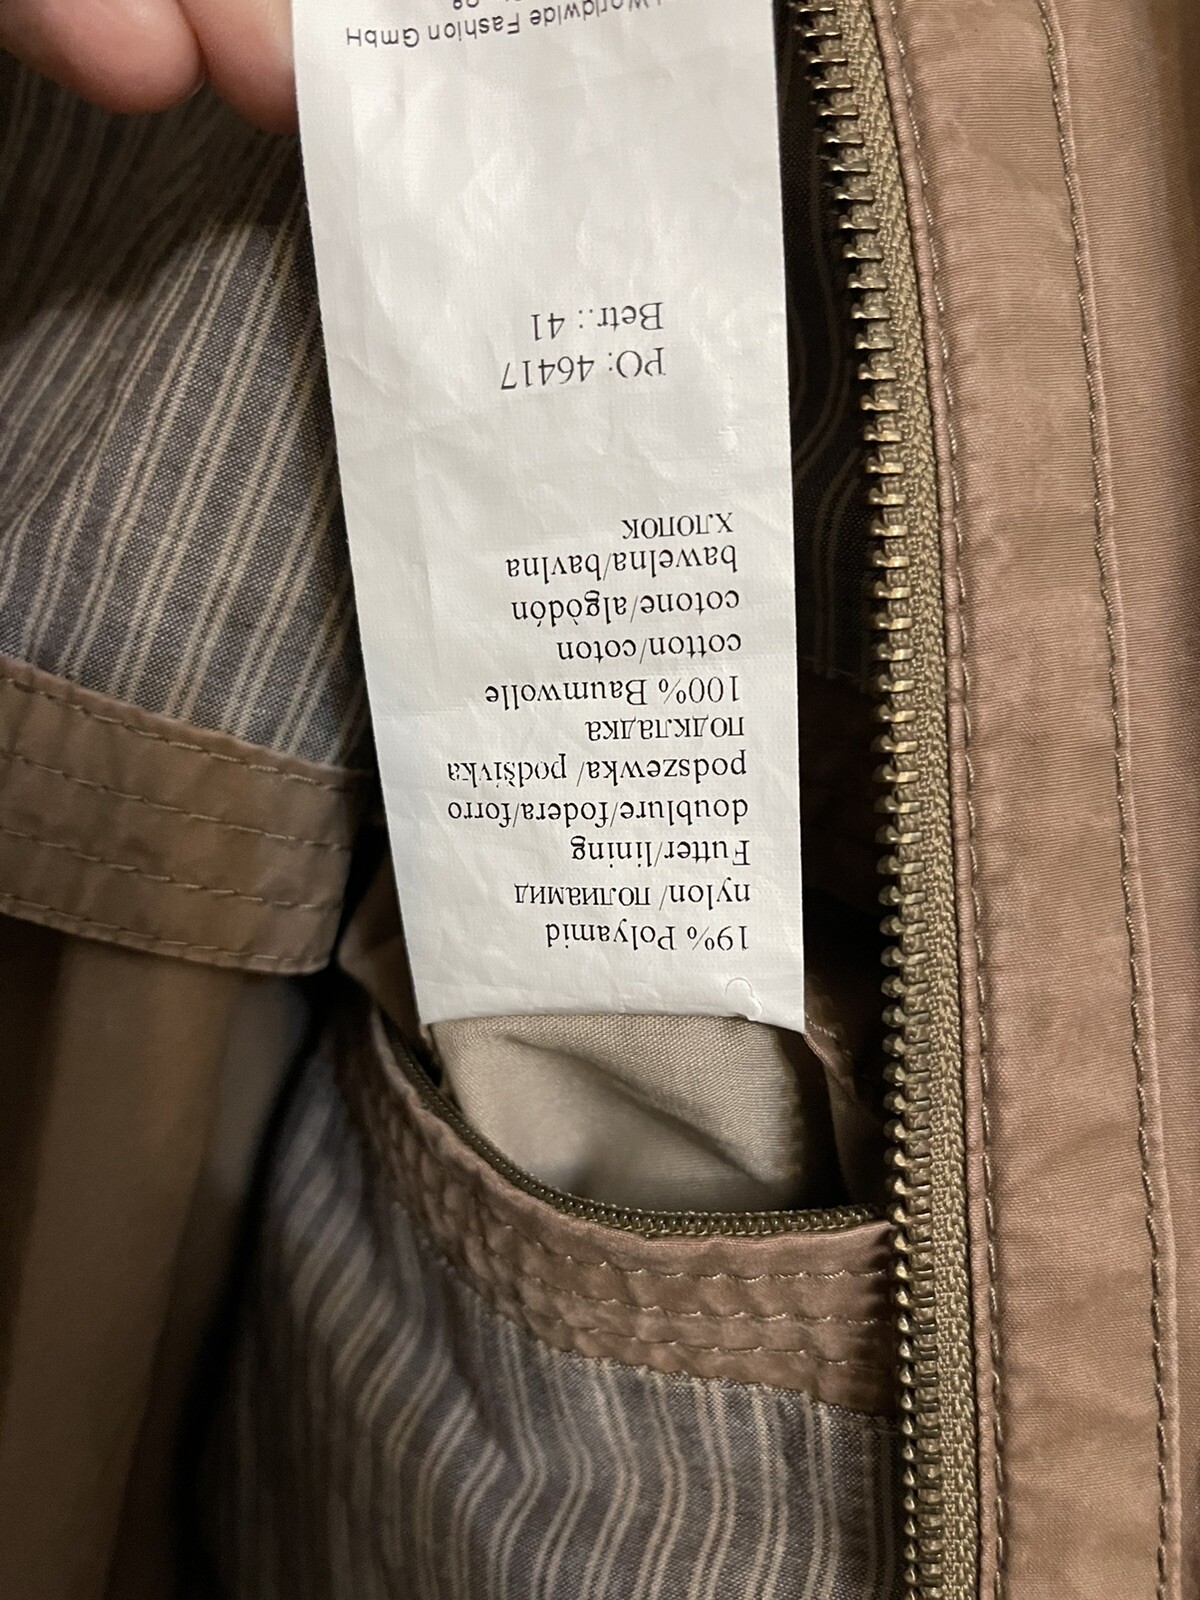 19% Polyamid
nylon/ полиамид
Futter/lining
doublure/fodera/forro
podszewka/ podšívka
подкладка
100% Baumwolle
cotton/coton
cotone/algòdón
bawełna/bavlna
хлопок
PO: 46417
Betr.: 41
Worldwide Fashion GmbH